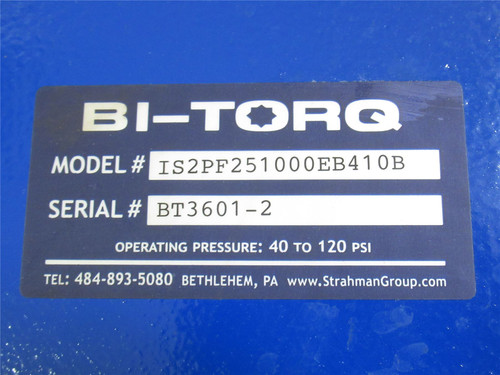 BI-TORQ
MODEL # IS2PF251000EB410B
SERIAL # BT3601-2
OPERATING PRESSURE: 40 TO 120 PSI
TEL: 484-893-5080 BETHLEHEM, PA www.StrahmanGroup.com